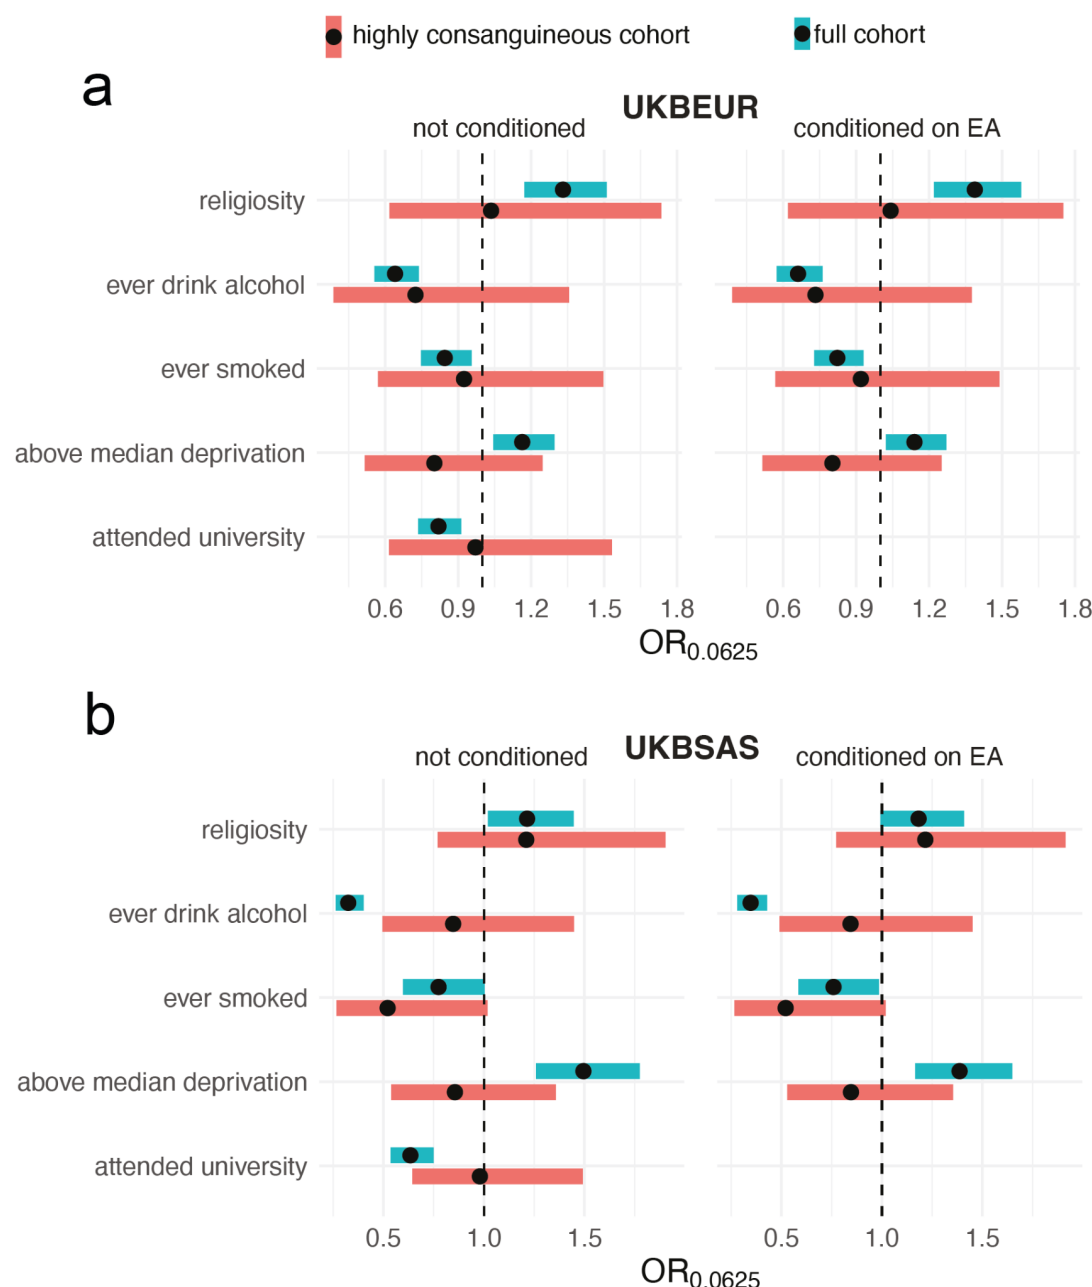 highly consanguineous cohort full cohort
a
UKBEUR
not conditioned conditioned on EA
religiosity
ever drink alcohol
ever smoked
above median deprivation
attended university
0.6 0.9 1.2 1.5 1.8 0.6 0.9 1.2 1.5 1.8
OR0.0625
b
UKBSAS
not conditioned conditioned on EA
religiosity
ever drink alcohol
ever smoked
above median deprivation
attended university
0.5 1.0 1.5 0.5 1.0 1.5
OR0.0625